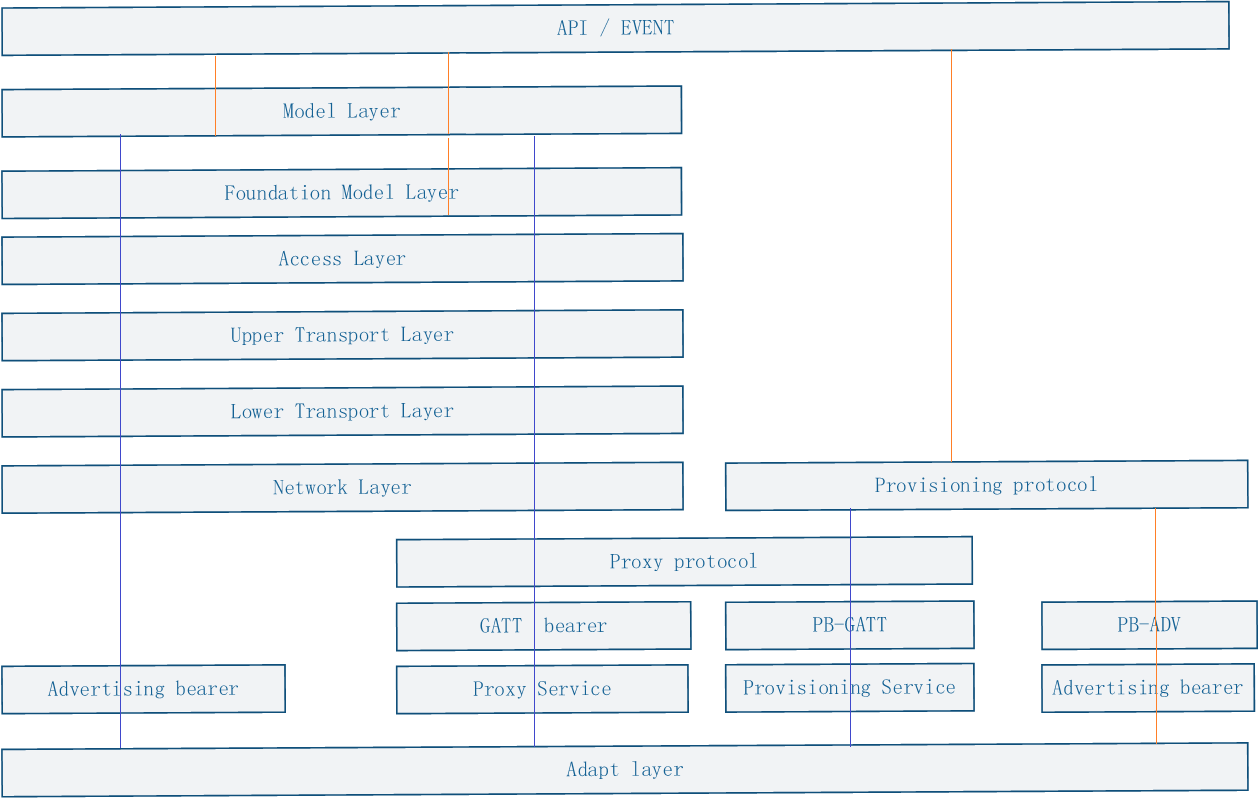 API / EVENT
Model Layer
Foundation Model Layer
Access Layer
Upper Transport Layer
Lower Transport Layer
Network Layer
Provisioning protocol
Proxy protocol
GATT bearer
PB-GATT
PB-ADV
Advertising bearer
Proxy Service
Provisioning Service
Advertising bearer
Adapt layer